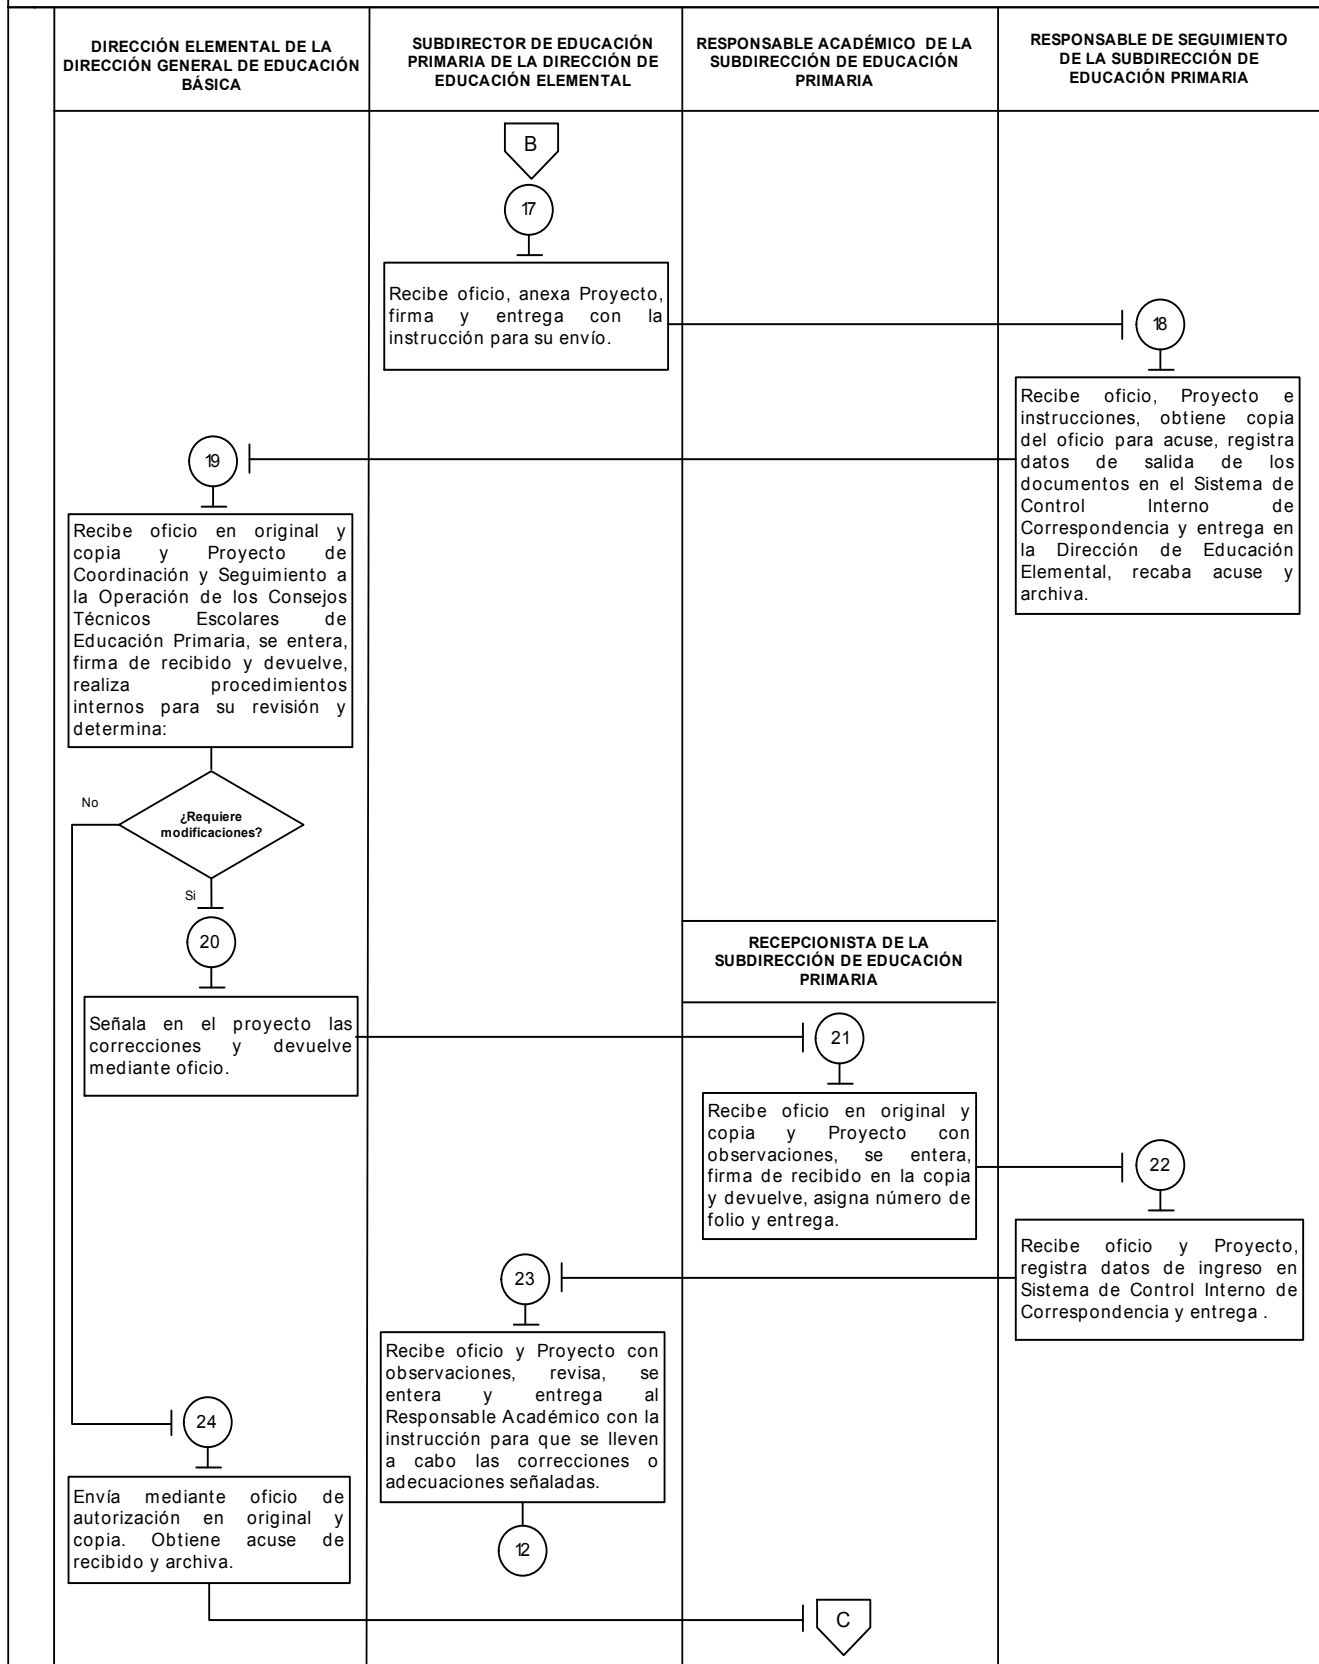 DIRECCIÓN ELEMENTAL DE LA
DIRECCIÓN GENERAL DE EDUCACIÓN
BÁSICA
SUBDIRECTOR DE EDUCACIÓN
PRIMARIA DE LA DIRECCIÓN DE
EDUCACIÓN ELEMENTAL
RESPONSABLE ACADÉMICO DE LA
SUBDIRECCIÓN DE EDUCACIÓN
PRIMARIA
RESPONSABLE DE SEGUIMIENTO
DE LA SUBDIRECCIÓN DE
EDUCACIÓN PRIMARIA
B
17
Recibe oficio, anexa Proyecto,
firma y entrega con la
instrucción para su envío.
18
Recibe oficio, Proyecto e
instrucciones, obtiene copia
del oficio para acuse, registra
datos de salida de los
documentos en el Sistema de
Control Interno de
Correspondencia y entrega en
la Dirección de Educación
Elemental, recaba acuse y
archiva.
19
Recibe oficio en original y
copia y Proyecto de
Coordinación y Seguimiento a
la Operación de los Consejos
Técnicos Escolares de
Educación Primaria, se entera,
firma de recibido y devuelve,
realiza procedimientos
internos para su revisión y
determina:
No
¿Requiere
modificaciones?
Si
20
Señala en el proyecto las
correcciones y devuelve
mediante oficio.
RECEPCIONISTA DE LA
SUBDIRECCIÓN DE EDUCACIÓN
PRIMARIA
21
Recibe oficio en original y
copia y Proyecto con
observaciones, se entera,
firma de recibido en la copia
y devuelve, asigna número de
folio y entrega.
22
Recibe oficio y Proyecto,
registra datos de ingreso en
Sistema de Control Interno de
Correspondencia y entrega .
23
Recibe oficio y Proyecto con
observaciones, revisa, se
entera y entrega al
Responsable Académico con la
instrucción para que se lleven
a cabo las correcciones o
adecuaciones señaladas.
12
24
Envía mediante oficio de
autorización en original y
copia. Obtiene acuse de
recibido y archiva.
C